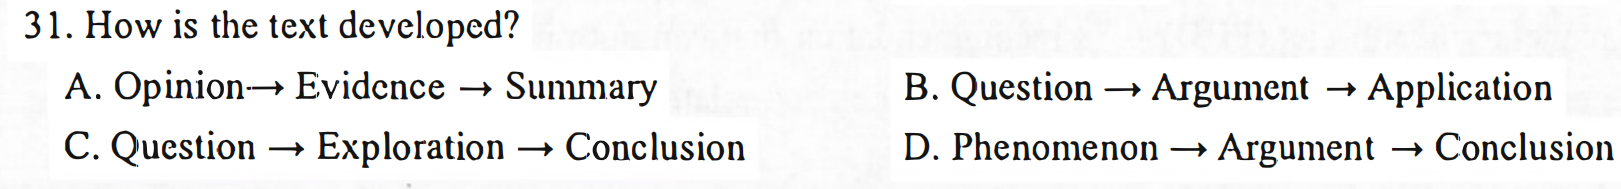 31. How is the text developed?
A. Opinion→ Evidence → Summary B. Question → Argument → Application
C. Question → Exploration → Conclusion D. Phenomenon → Argument → Conclusion